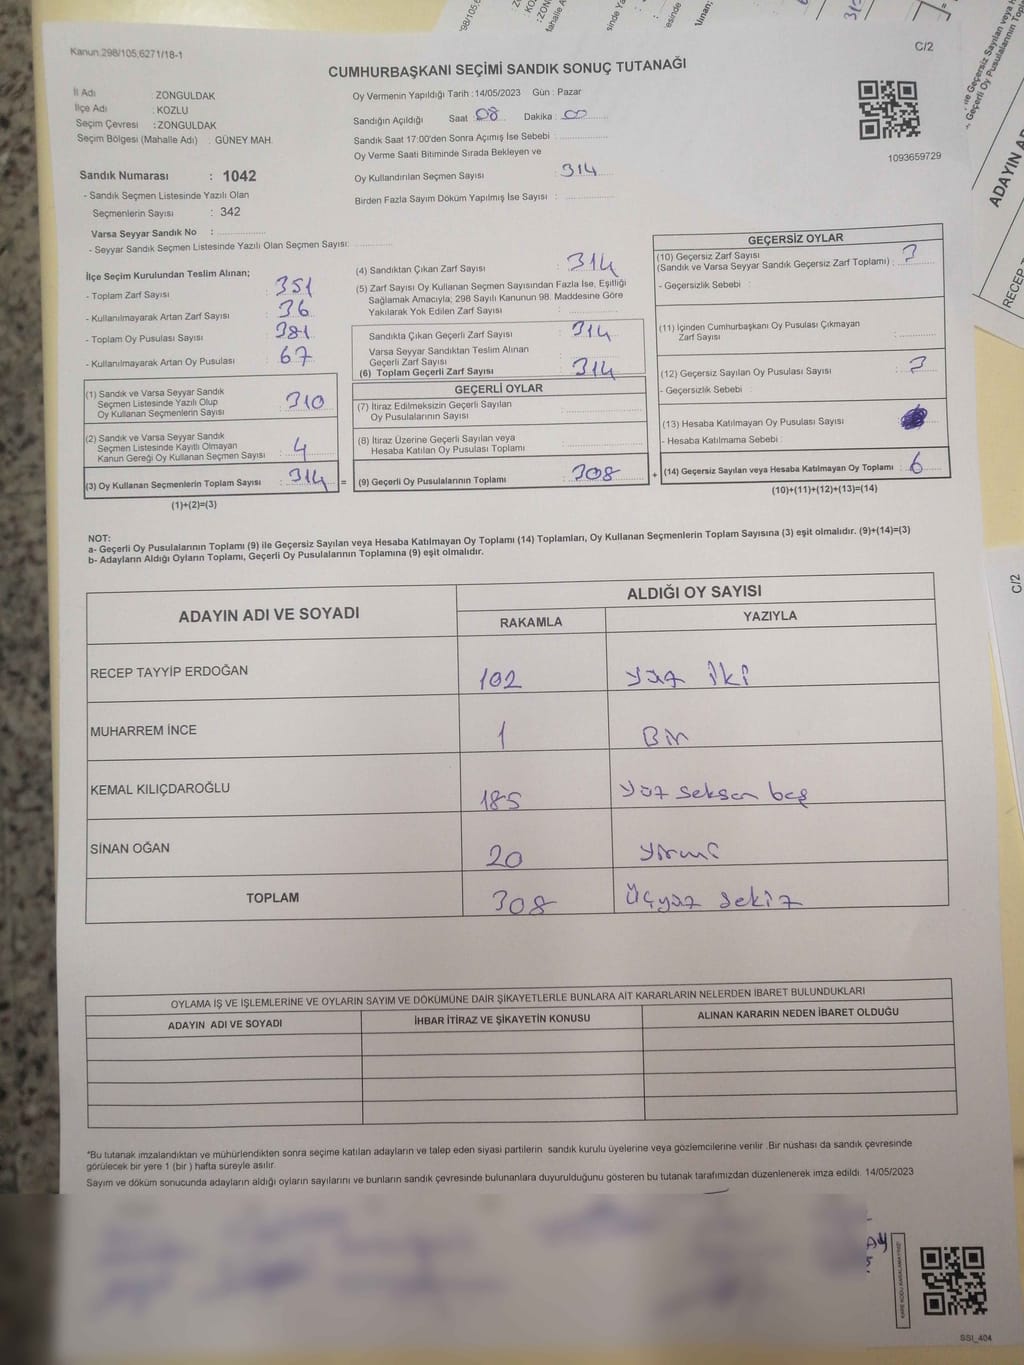 Kanun.298/105;6271/18-1
C/2
CUMHURBAŞKANI SEÇİMİ SANDIK SONUÇ TUTANAĞI
İl Adı : ZONGULDAK
İlçe Adı : KOZLU
Seçim Çevresi : ZONGULDAK
Seçim Bölgesi (Mahalle Adı) : GÜNEY MAH.
Sandık Numarası : 1042
- Sandık Seçmen Listesinde Yazılı Olan
Seçmenlerin Sayısı : 342
Varsa Seyyar Sandık No :
- Seyyar Sandık Seçmen Listesinde Yazılı Olan Seçmen Sayısı:
Oy Vermenin Yapıldığı Tarih : 14/05/2023 Gün : Pazar
Sandığın Açıldığı Saat : 08 Dakika : 00
Sandık Saat 17:00'den Sonra Açımış İse Sebebi :
Oy Verme Saati Bitiminde Sırada Bekleyen ve
Oy Kullandırılan Seçmen Sayısı : 314
Birden Fazla Sayım Döküm Yapılmış İse Sayısı :
1093659729
İlçe Seçim Kurulundan Teslim Alınan;
- Toplam Zarf Sayısı : 351
- Kullanılmayarak Artan Zarf Sayısı : 36
- Toplam Oy Pusulası Sayısı : 381
- Kullanılmayarak Artan Oy Pusulası : 67
(1) Sandık ve Varsa Seyyar Sandık
Seçmen Listesinde Yazılı Olup
Oy Kullanan Seçmenlerin Sayısı : 310
(2) Sandık ve Varsa Seyyar Sandık
Seçmen Listesinde Kayıtlı Olmayan
Kanun Gereği Oy Kullanan Seçmen Sayısı : 4
(3) Oy Kullanan Seçmenlerin Toplam Sayısı : 314 =
(1)+(2)=(3)
(4) Sandıktan Çıkan Zarf Sayısı : 314
(5) Zarf Sayısı Oy Kullanan Seçmen Sayısından Fazla İse, Eşitliği
Sağlamak Amacıyla; 298 Sayılı Kanunun 98. Maddesine Göre
Yakılarak Yok Edilen Zarf Sayısı :
Sandıkta Çıkan Geçerli Zarf Sayısı : 314
Varsa Seyyar Sandıktan Teslim Alınan
Geçerli Zarf Sayısı :
(6) Toplam Geçerli Zarf Sayısı : 314
GEÇERLİ OYLAR
(7) İtiraz Edilmeksizin Geçerli Sayılan
Oy Pusulalarının Sayısı :
(8) İtiraz Üzerine Geçerli Sayılan veya
Hesaba Katılan Oy Pusulası Toplamı :
(9) Geçerli Oy Pusulalarının Toplamı : 308 +
GEÇERSİZ OYLAR
(10) Geçersiz Zarf Sayısı
(Sandık ve Varsa Seyyar Sandık Geçersiz Zarf Toplamı) : 3
- Geçersizlik Sebebi :
(11) İçinden Cumhurbaşkanı Oy Pusulası Çıkmayan
Zarf Sayısı :
(12) Geçersiz Sayılan Oy Pusulası Sayısı : 3
- Geçersizlik Sebebi :
(13) Hesaba Katılmayan Oy Pusulası Sayısı :
- Hesaba Katılmama Sebebi :
(14) Geçersiz Sayılan veya Hesaba Katılmayan Oy Toplamı : 6
(10)+(11)+(12)+(13)=(14)
NOT:
a- Geçerli Oy Pusulalarının Toplamı (9) ile Geçersiz Sayılan veya Hesaba Katılmayan Oy Toplamı (14) Toplamları, Oy Kullanan Seçmenlerin Toplam Sayısına (3) eşit olmalıdır. (9)+(14)=(3)
b- Adayların Aldığı Oyların Toplamı, Geçerli Oy Pusulalarının Toplamına (9) eşit olmalıdır.
ADAYIN ADI VE SOYADI
ALDIĞI OY SAYISI
RAKAMLA YAZIYLA
RECEP TAYYİP ERDOĞAN 102 Yüz iki
MUHARREM İNCE 1 Bir
KEMAL KILIÇDAROĞLU 185 Yüz seksen beş
SİNAN OĞAN 20 Yirmi
TOPLAM 308 Üçyüz sekiz
OYLAMA İŞ VE İŞLEMLERİNE VE OYLARIN SAYIM VE DÖKÜMÜNE DAİR ŞİKAYETLERLE BUNLARA AİT KARARLARIN NELERDEN İBARET BULUNDUKLARI
ADAYIN ADI VE SOYADI İHBAR İTİRAZ VE ŞİKAYETİN KONUSU ALINAN KARARIN NEDEN İBARET OLDUĞU
*Bu tutanak imzalandıktan ve mühürlendikten sonra seçime katılan adayların ve talep eden siyasi partilerin sandık kurulu üyelerine veya gözlemcilerine verilir. Bir nüshası da sandık çevresinde
görülecek bir yere 1 (bir ) hafta süreyle asılır.
Sayım ve döküm sonucunda adayların aldığı oyların sayılarını ve bunların sandık çevresinde bulunanlara duyurulduğunu gösteren bu tutanak tarafımızdan düzenlenerek imza edildi. 14/05/2023
SSI_404
C/2
ADAYIN
RECEP